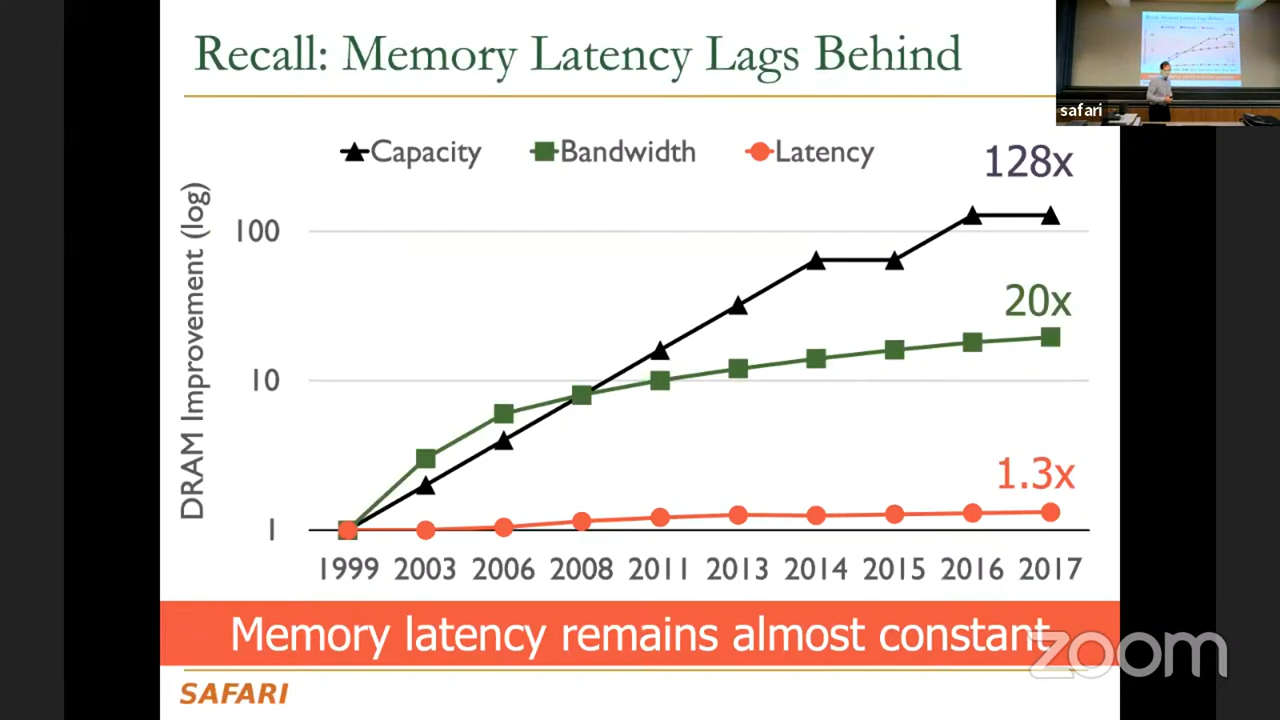 Recall: Memory Latency Lags Behind
safari
Capacity Bandwidth Latency
128x
20x
1.3x
DRAM Improvement (log)
100
10
1
1999 2003 2006 2008 2011 2013 2014 2015 2016 2017
Memory latency remains almost constant
zoom
SAFARI